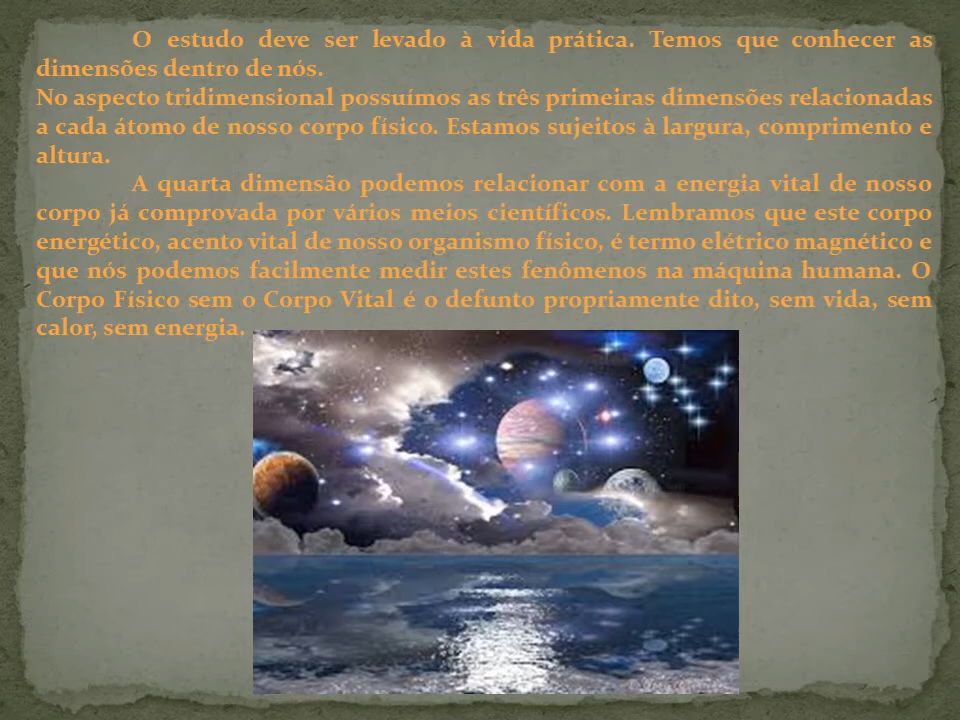 O estudo deve ser levado à vida prática. Temos que conhecer as
dimensões dentro de nós.
No aspecto tridimensional possuímos as três primeiras dimensões relacionadas
a cada átomo de nosso corpo físico. Estamos sujeitos à largura, comprimento e
altura.
A quarta dimensão podemos relacionar com a energia vital de nosso
corpo já comprovada por vários meios científicos. Lembramos que este corpo
energético, acento vital de nosso organismo físico, é termo elétrico magnético e
que nós podemos facilmente medir estes fenômenos na máquina humana. O
Corpo Físico sem o Corpo Vital é o defunto propriamente dito, sem vida, sem
calor, sem energia.